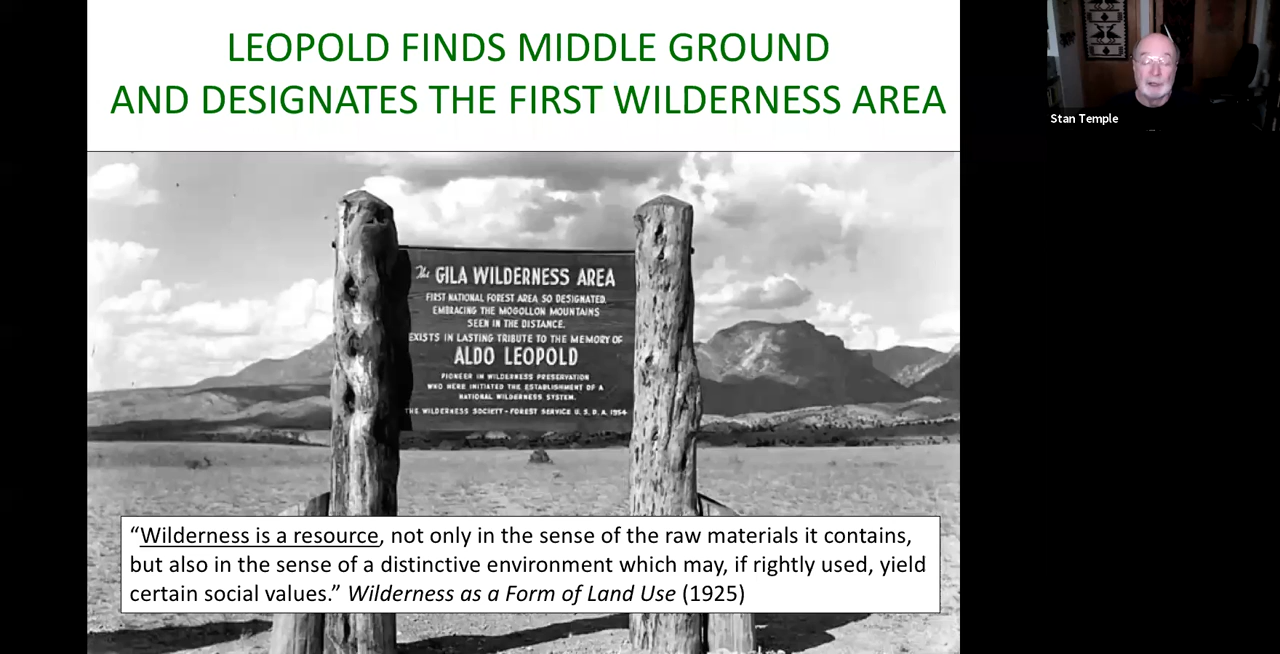 LEOPOLD FINDS MIDDLE GROUND
AND DESIGNATES THE FIRST WILDERNESS AREA
Stan Temple
The GILA WILDERNESS AREA
FIRST NATIONAL FOREST AREA SO DESIGNATED,
EMBRACING THE MOGOLLON MOUNTAINS
SEEN IN THE DISTANCE.
EXISTS IN LASTING TRIBUTE TO THE MEMORY OF
ALDO LEOPOLD
PIONEER IN WILDERNESS PRESERVATION
WHO HERE INITIATED THE ESTABLISHMENT OF A
NATIONAL WILDERNESS SYSTEM.
THE WILDERNESS SOCIETY - FOREST SERVICE U.S.D.A. 1954
“Wilderness is a resource, not only in the sense of the raw materials it contains,
but also in the sense of a distinctive environment which may, if rightly used, yield
certain social values.” Wilderness as a Form of Land Use (1925)